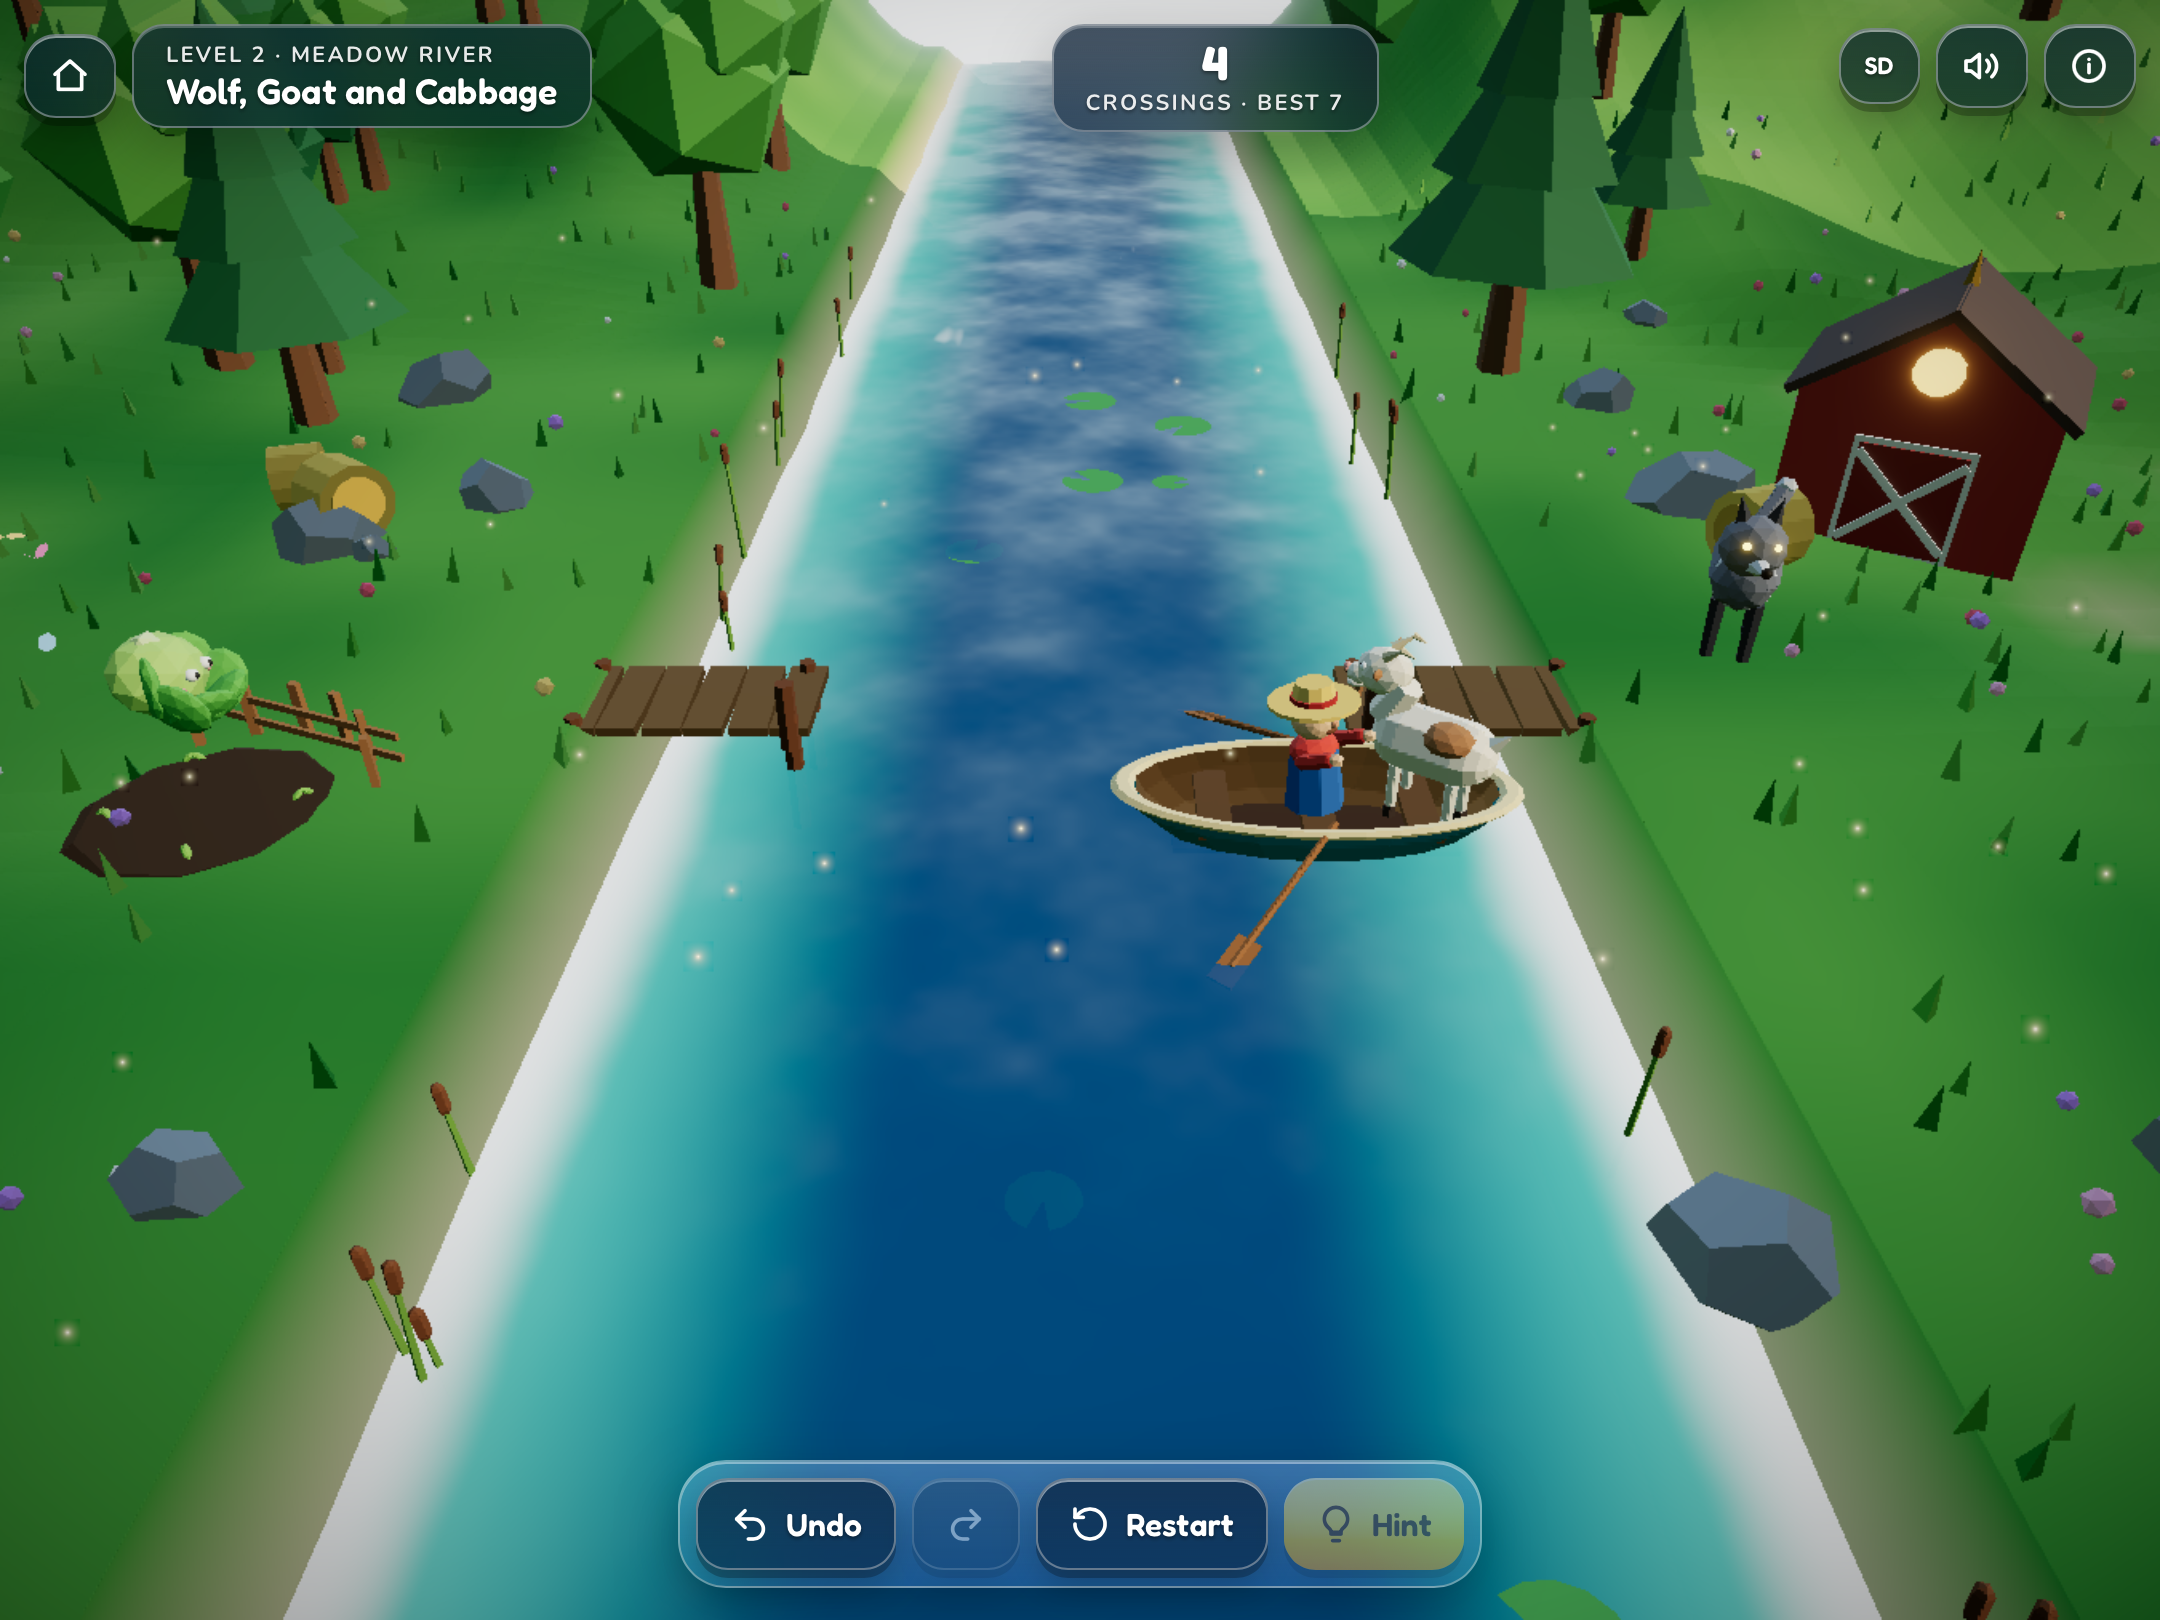 LEVEL 2 · MEADOW RIVER
Wolf, Goat and Cabbage
4
CROSSINGS · BEST 7
SD
Undo
Restart
Hint